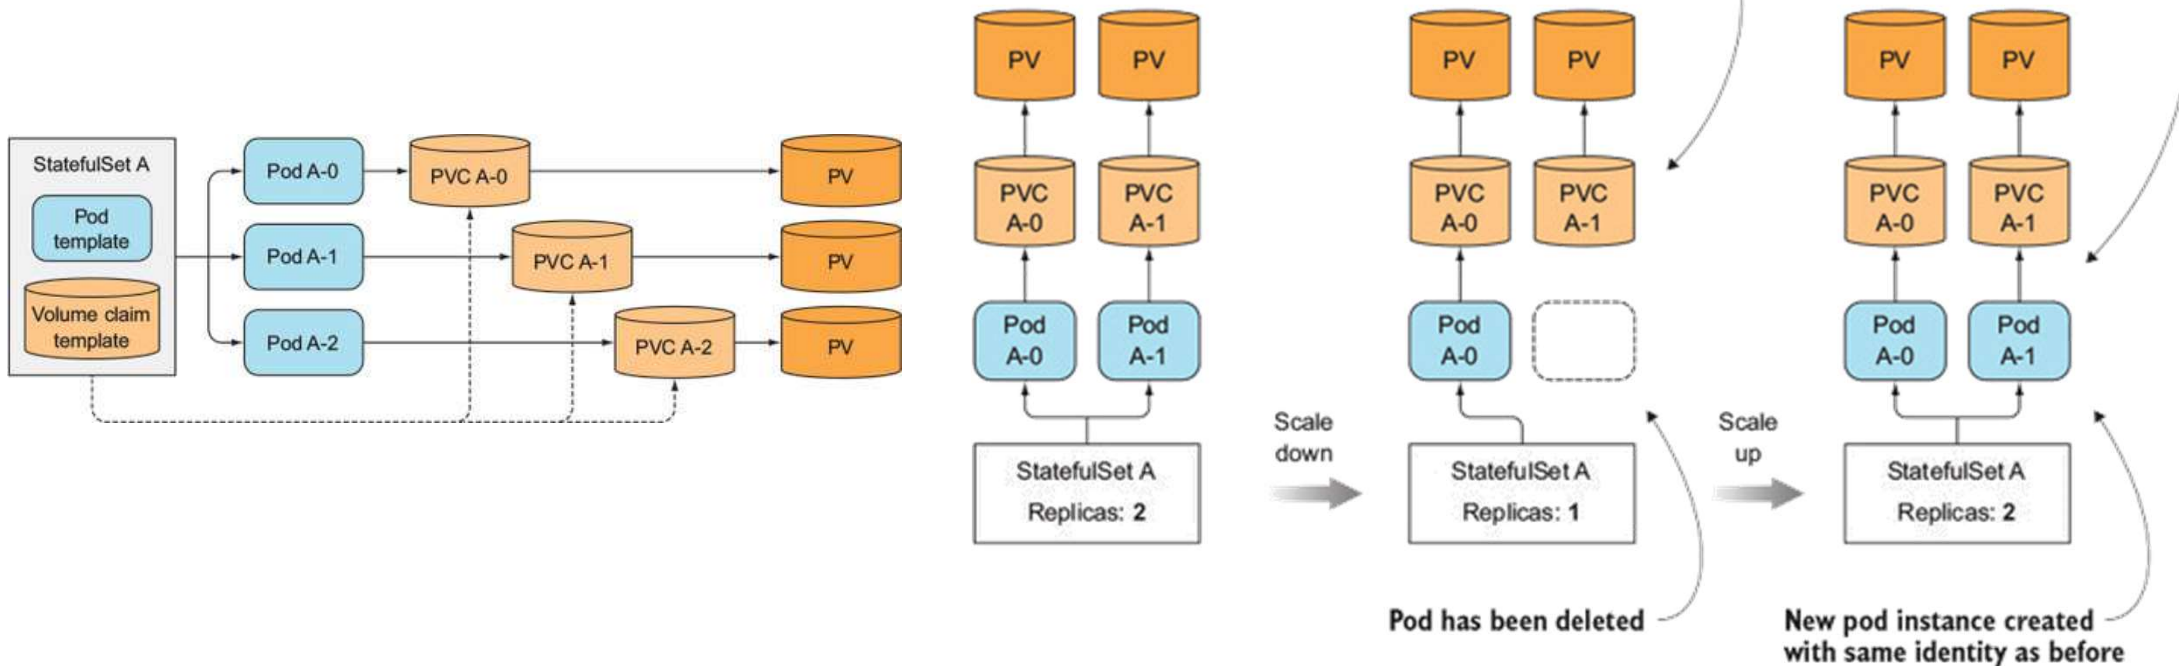 StatefulSet A
Pod
template
Volume claim
template
Pod A-0
Pod A-1
Pod A-2
PVC A-0
PVC A-1
PVC A-2
PV
PV
PV
PV
PV
PVC
A-0
PVC
A-1
Pod
A-0
Pod
A-1
StatefulSet A
Replicas: 2
Scale
down
PV
PV
PVC
A-0
PVC
A-1
Pod
A-0
StatefulSet A
Replicas: 1
Pod has been deleted
Scale
up
PV
PV
PVC
A-0
PVC
A-1
Pod
A-0
Pod
A-1
StatefulSet A
Replicas: 2
New pod instance created
with same identity as before